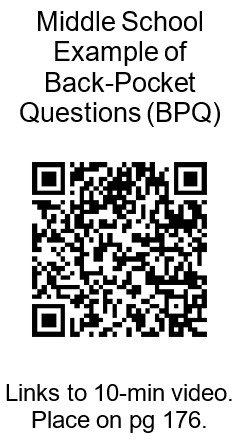 Middle School
Example of
Back-Pocket
Questions (BPQ)
Links to 10-min video.
Place on pg 176.